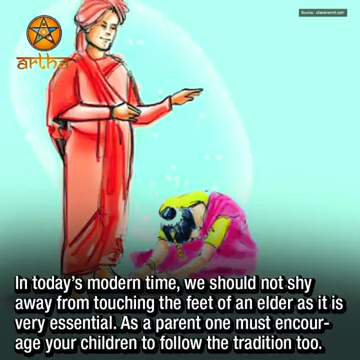 artha
In today's modern time, we should not shy
away from touching the feet of an elder as it is
very essential. As a parent one must encour-
age your children to follow the tradition too.